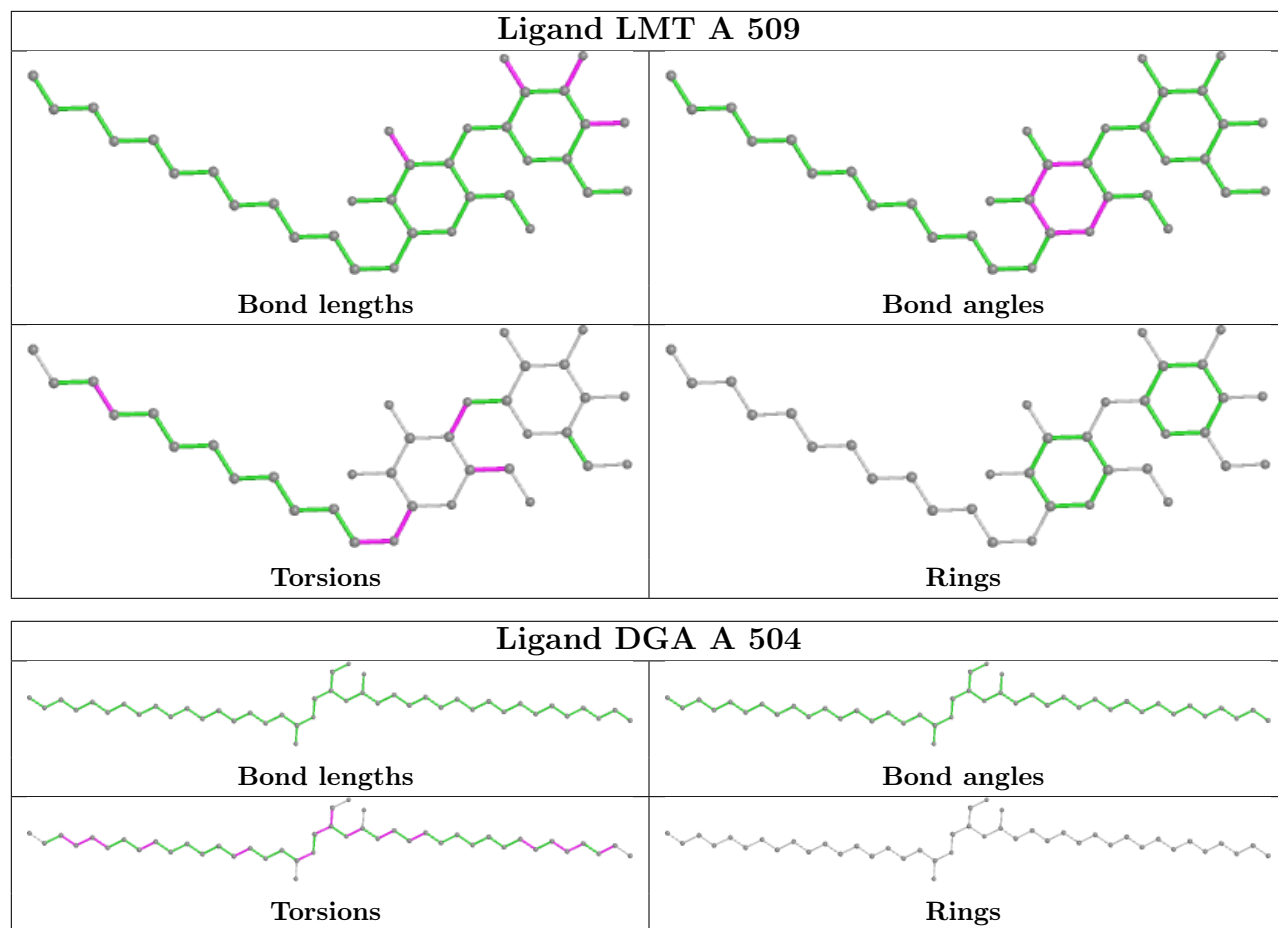 Ligand LMT A 509
Bond lengths
Bond angles
Torsions
Rings
Ligand DGA A 504
Bond lengths
Bond angles
Torsions
Rings